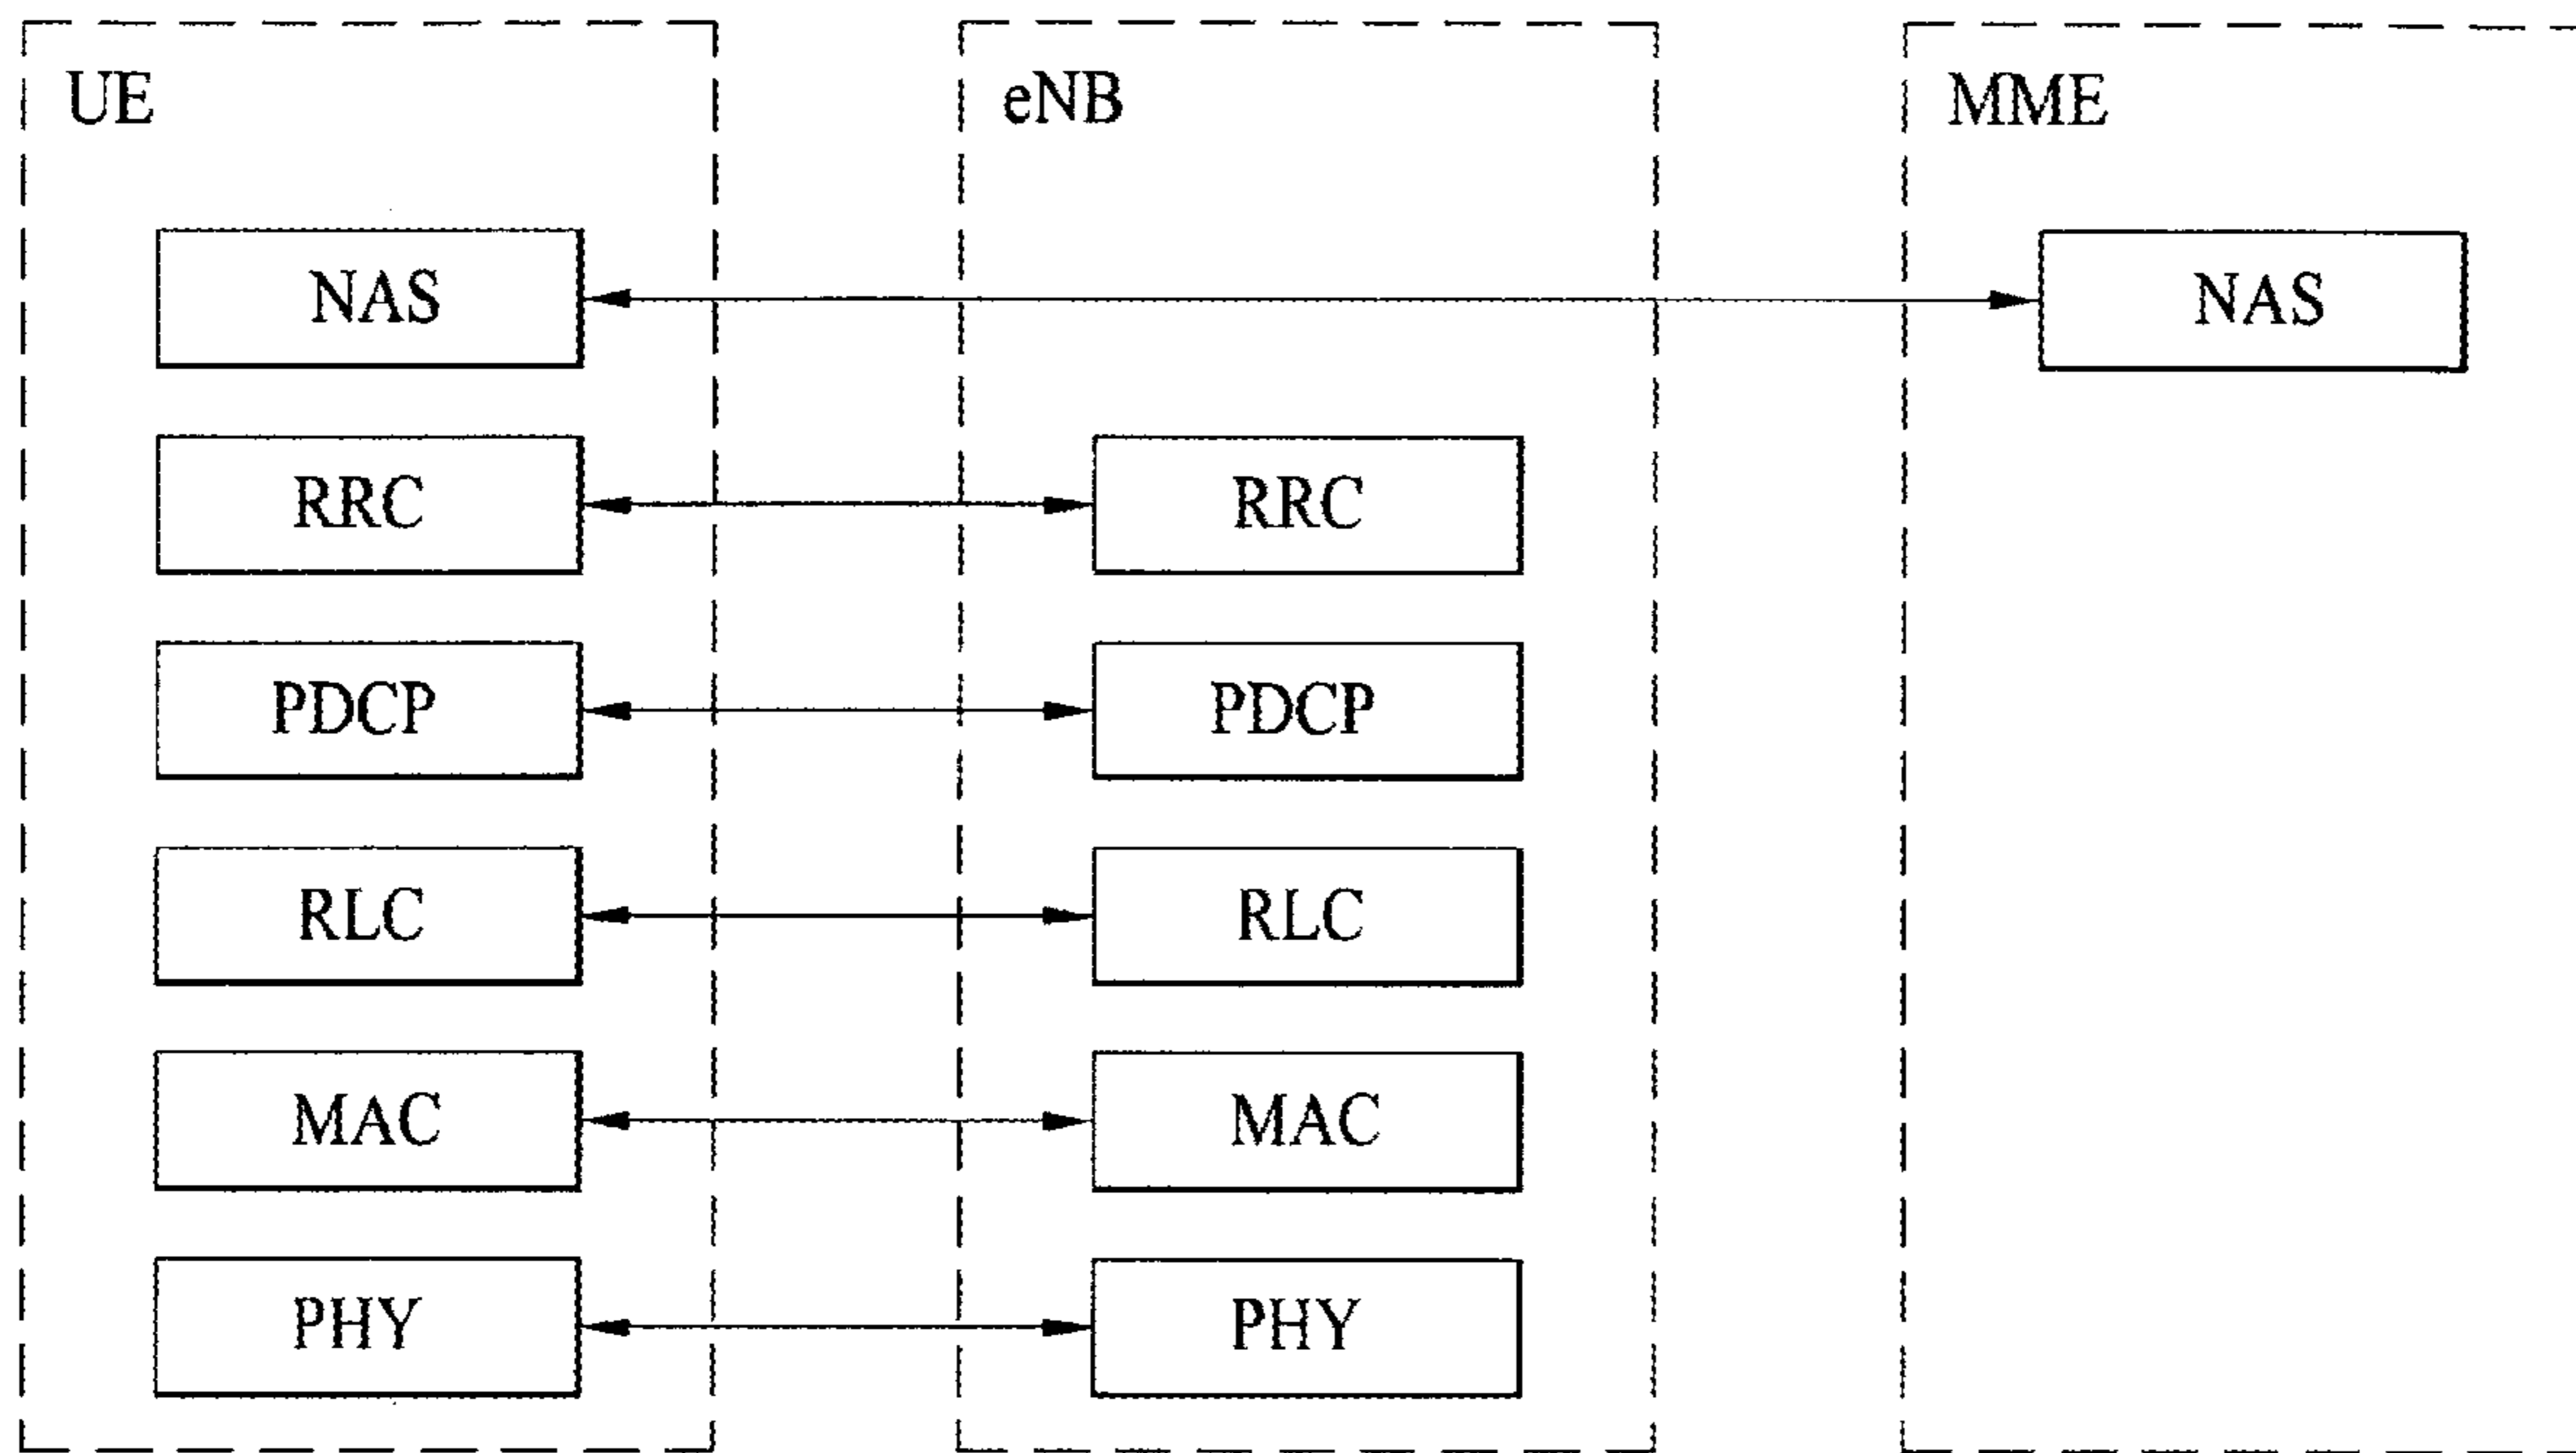 UE eNB MME
NAS NAS
RRC RRC
PDCP PDCP
RLC RLC
MAC MAC
PHY PHY